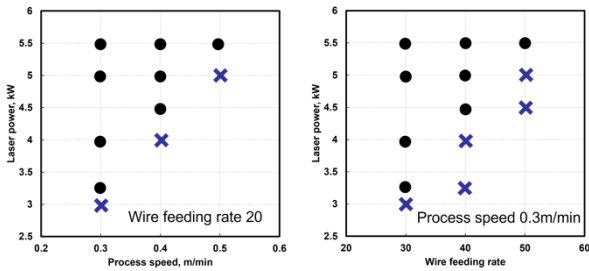 6
5.5
5
4.5
4
3.5
3
2.5
Laser power, kW
Wire feeding rate 20
0.2 0.3 0.4 0.5 0.6
Process speed, m/min
6
5.5
5
4.5
4
3.5
3
2.5
Laser power, kW
Process speed 0.3m/min
20 30 40 50 60
Wire feeding rate